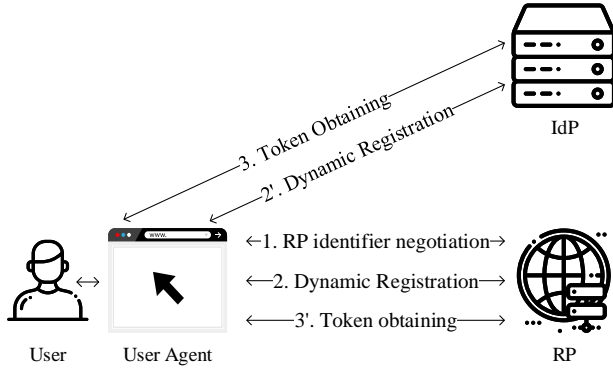 IdP
3. Token Obtaining
2'. Dynamic Registration
www.
1. RP identifier negotiation
2. Dynamic Registration
3'. Token obtaining
User
User Agent
RP